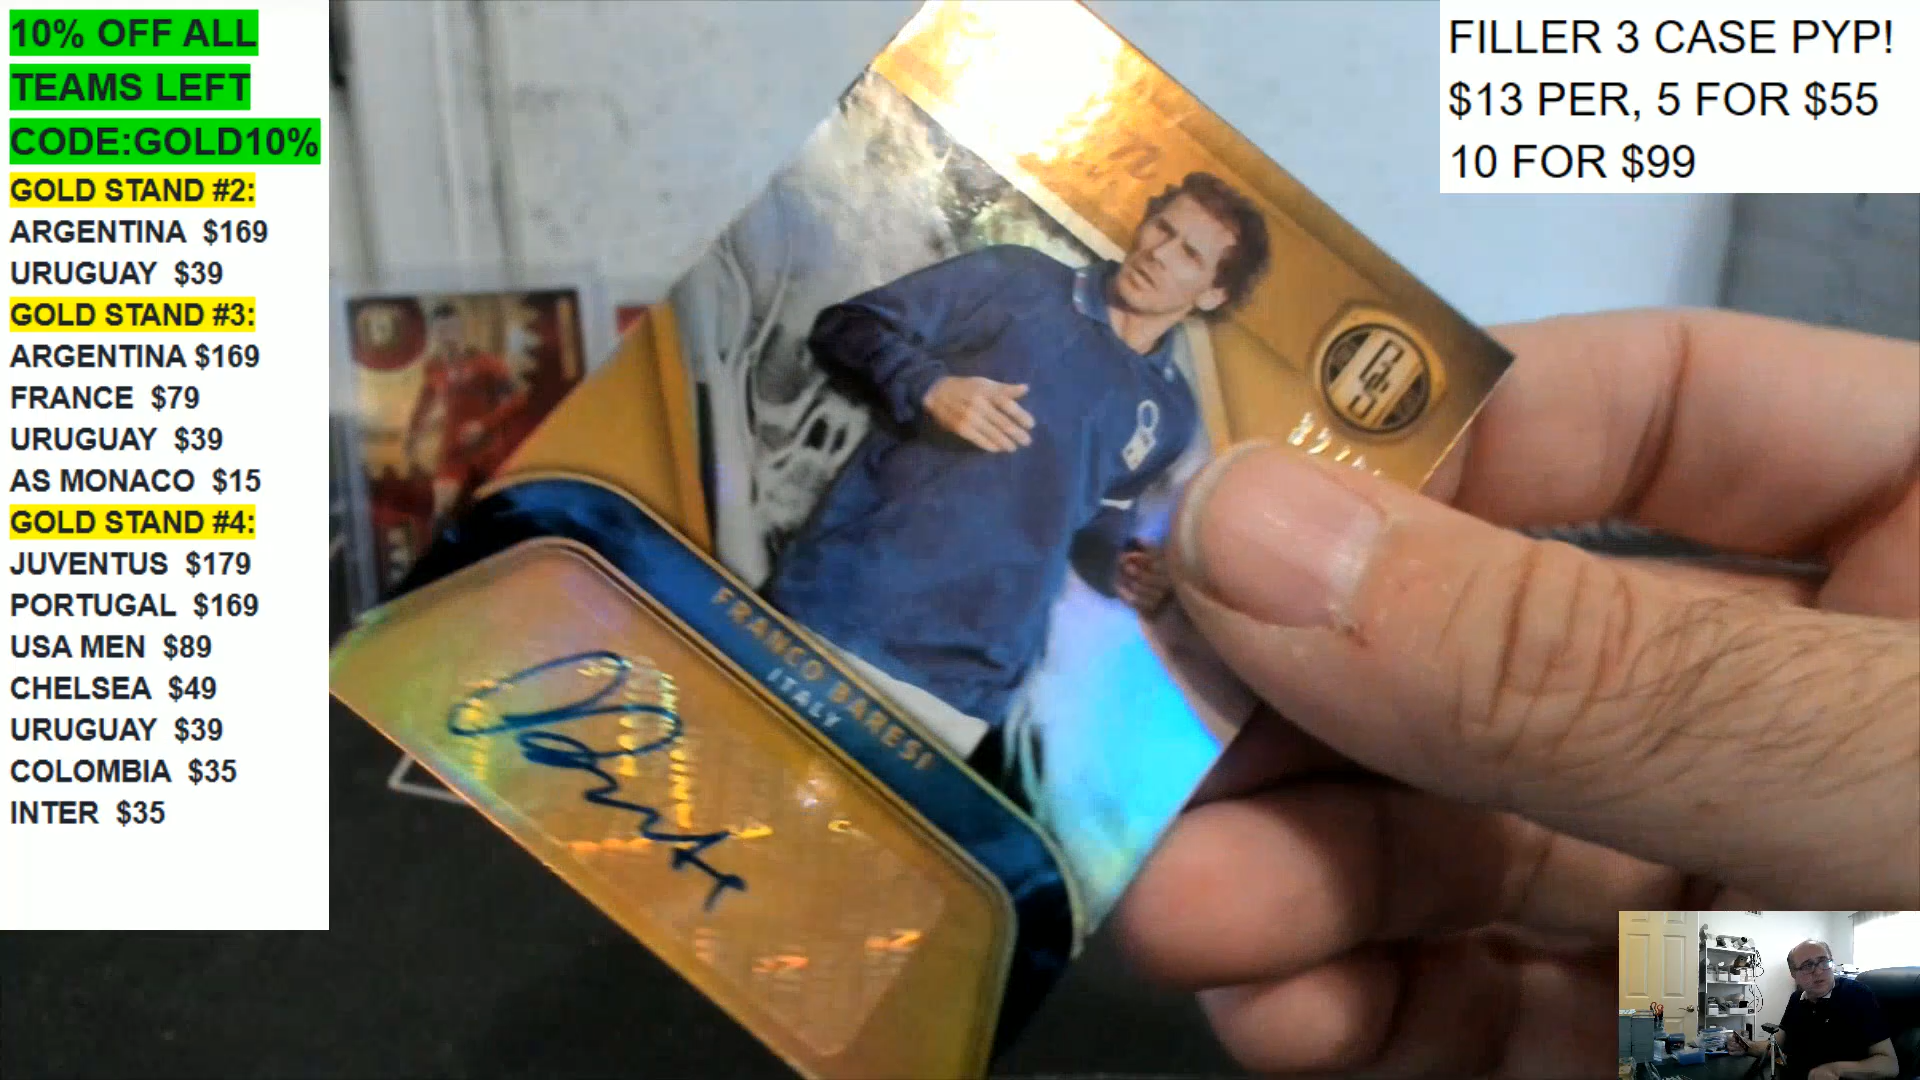 10% OFF ALL
TEAMS LEFT
CODE:GOLD10%
GOLD STAND #2:
ARGENTINA $169
URUGUAY $39
GOLD STAND #3:
ARGENTINA $169
FRANCE $79
URUGUAY $39
AS MONACO $15
GOLD STAND #4:
JUVENTUS $179
PORTUGAL $169
USA MEN $89
CHELSEA $49
URUGUAY $39
COLOMBIA $35
INTER $35
FILLER 3 CASE PYP!
$13 PER, 5 FOR $55
10 FOR $99
GS
FRANCO BARESI
ITALY